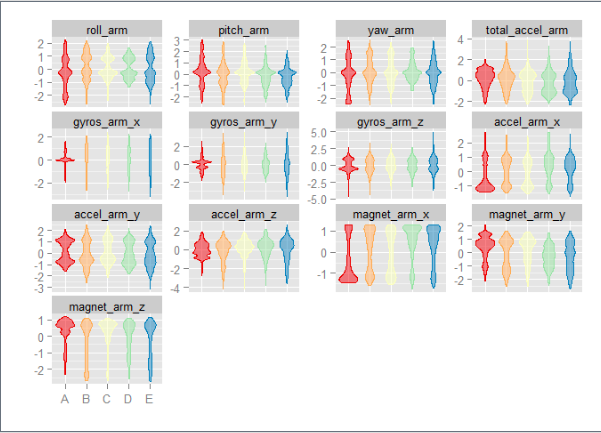 roll_arm pitch_arm yaw_arm total_accel_arm
2 1 0 -1 -2
3 2 1 0 -1 -2
2 1 0 -1 -2
4 2 0 -2
gyros_arm_x gyros_arm_y gyros_arm_z accel_arm_x
2 0 -2
2 0 -2
5.0 2.5 0.0 -2.5 -5.0
2 1 0 -1
accel_arm_y accel_arm_z magnet_arm_x magnet_arm_y
2 1 0 -1 -2 -3
2 0 -2 -4
1 0 -1
2 1 0 -1 -2
magnet_arm_z
1 0 -1 -2
A B C D E